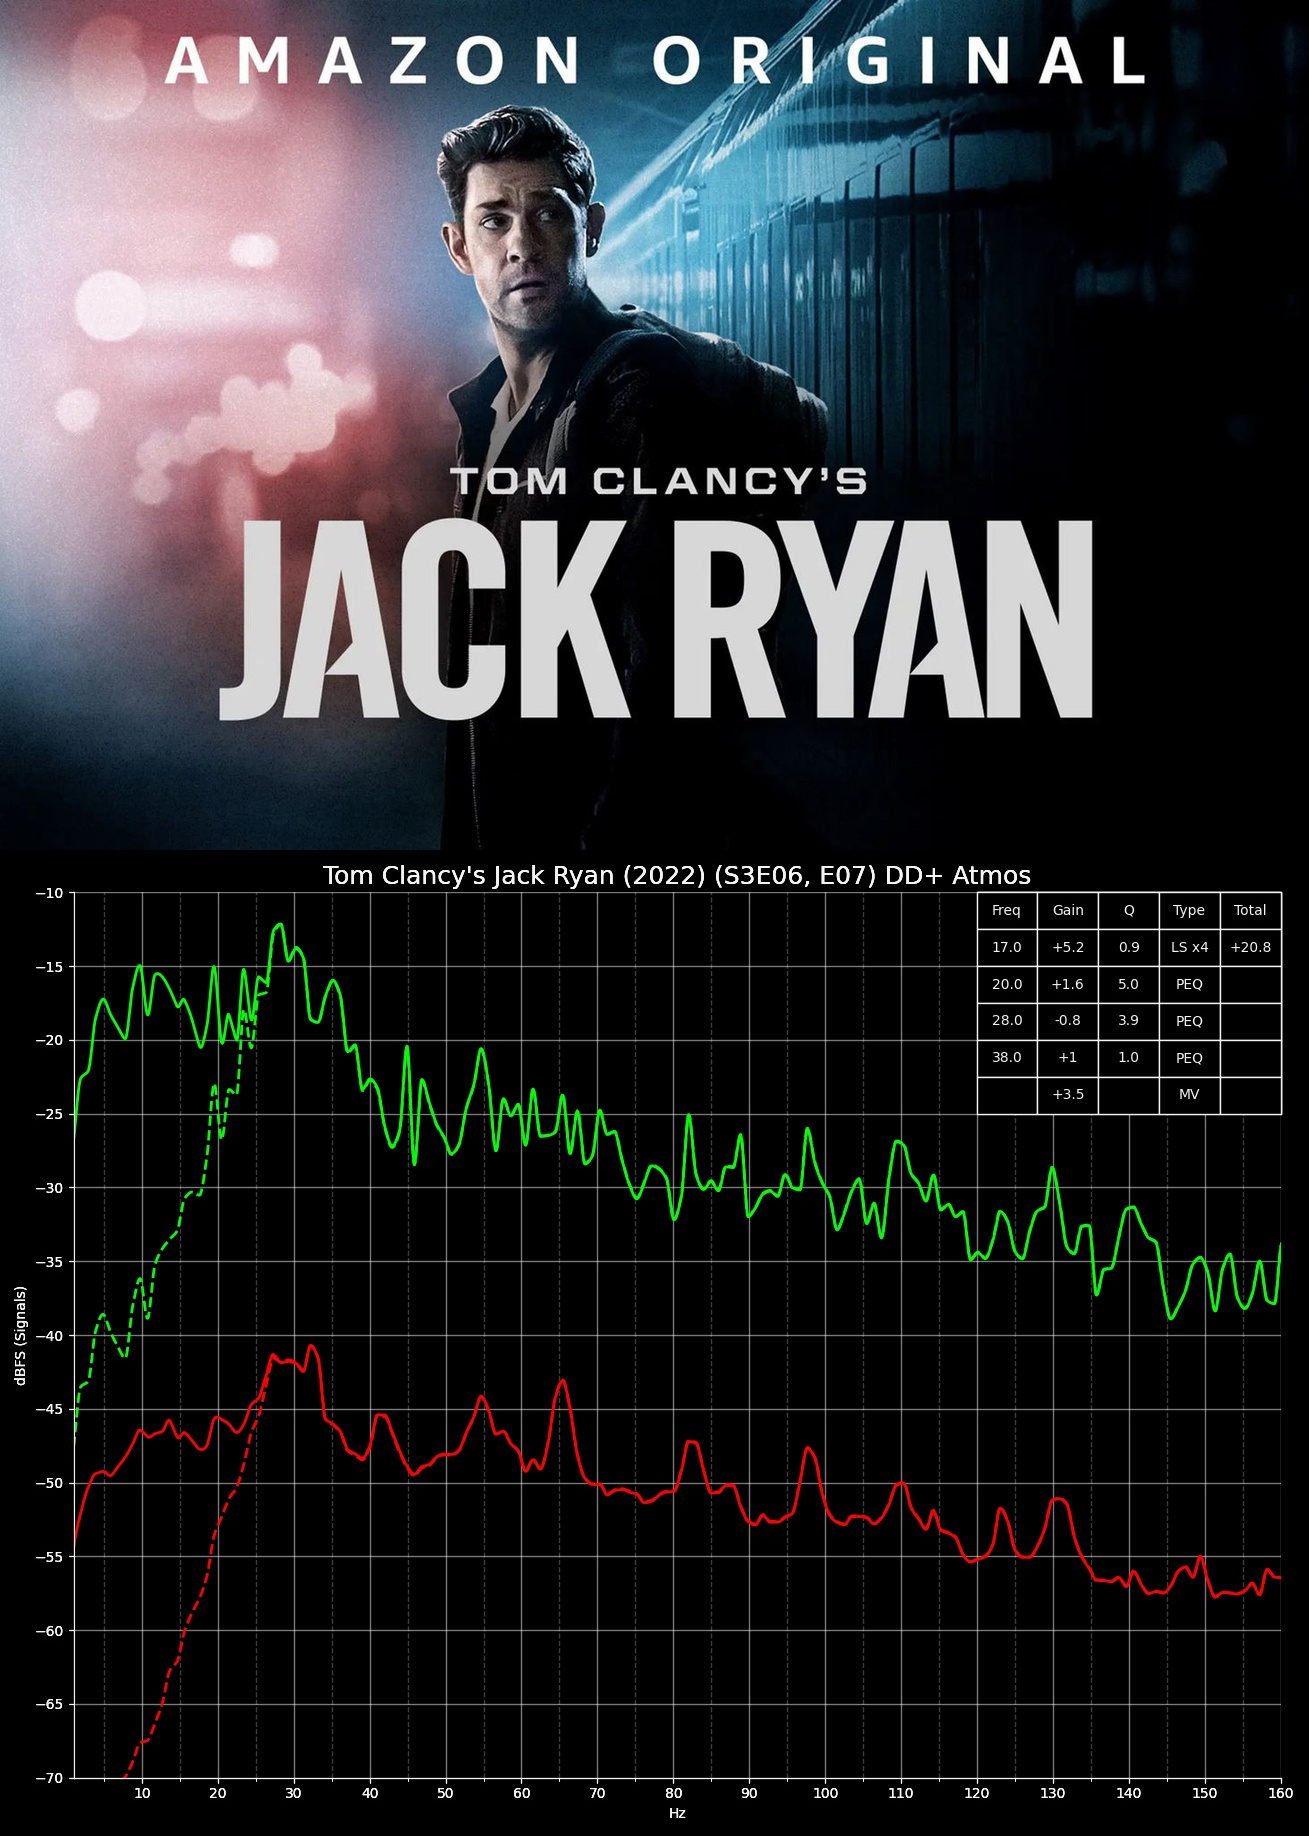 AMAZON ORIGINAL
TOM CLANCY'S
JACK RYAN
Tom Clancy's Jack Ryan (2022) (S3E06, E07) DD+ Atmos
Freq Gain Q Type Total
17.0 +5.2 0.9 LS x4 +20.8
20.0 +1.6 5.0 PEQ
28.0 -0.8 3.9 PEQ
38.0 +1 1.0 PEQ
+3.5 MV
dBFS (Signals)
−10
−15
−20
−25
−30
−35
−40
−45
−50
−55
−60
−65
−70
10 20 30 40 50 60 70 80 90 100 110 120 130 140 150 160
Hz